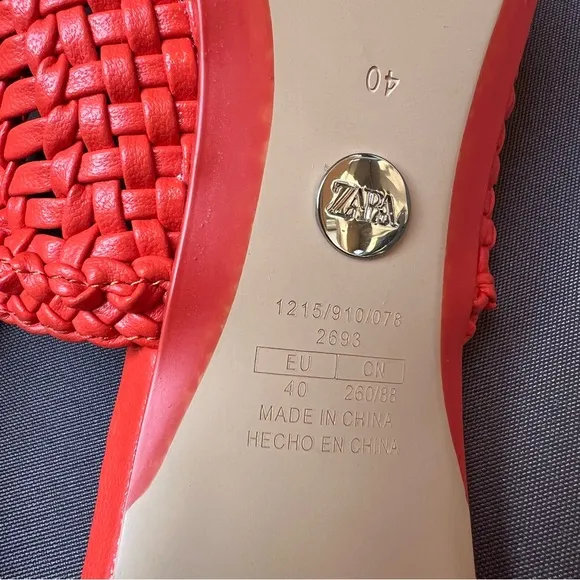 40
ZARA
1215/910/078
2693
EU CN
40 260/88
MADE IN CHINA
HECHO EN CHINA